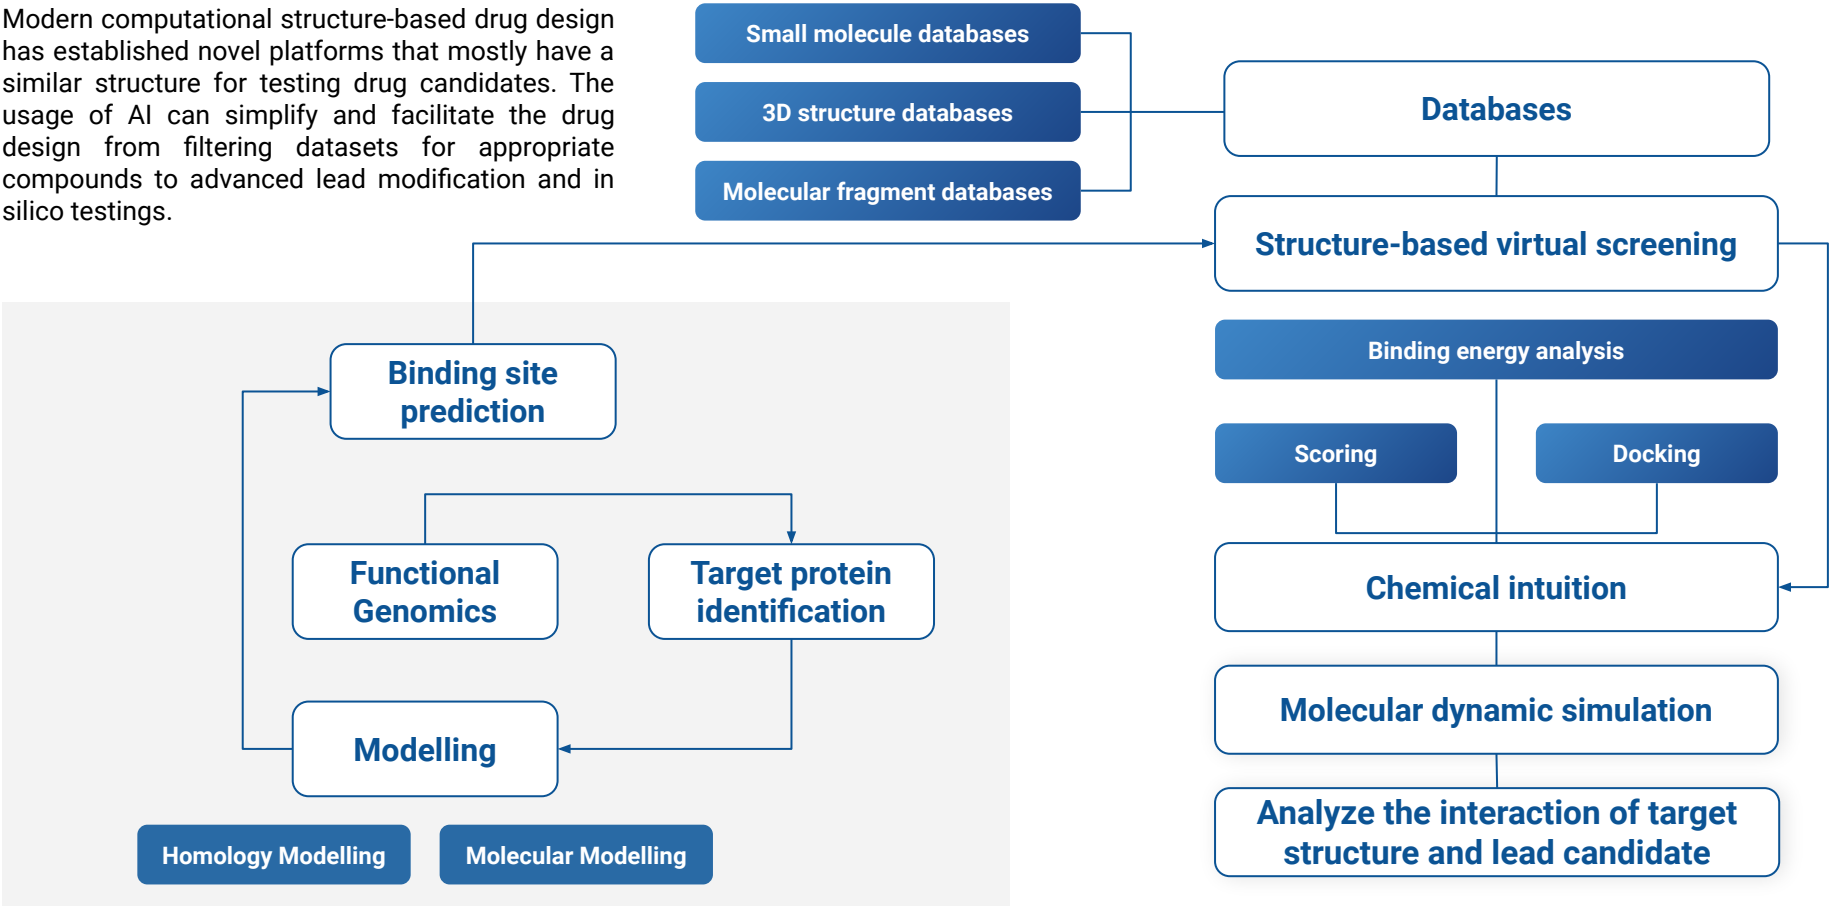 Modern computational structure-based drug design
has established novel platforms that mostly have a
similar structure for testing drug candidates. The
usage of AI can simplify and facilitate the drug
design from filtering datasets for appropriate
compounds to advanced lead modification and in
silico testings.
Small molecule databases
3D structure databases
Molecular fragment databases
Databases
Structure-based virtual screening
Binding energy analysis
Scoring
Docking
Chemical intuition
Molecular dynamic simulation
Analyze the interaction of target
structure and lead candidate
Binding site
prediction
Functional
Genomics
Target protein
identification
Modelling
Homology Modelling
Molecular Modelling